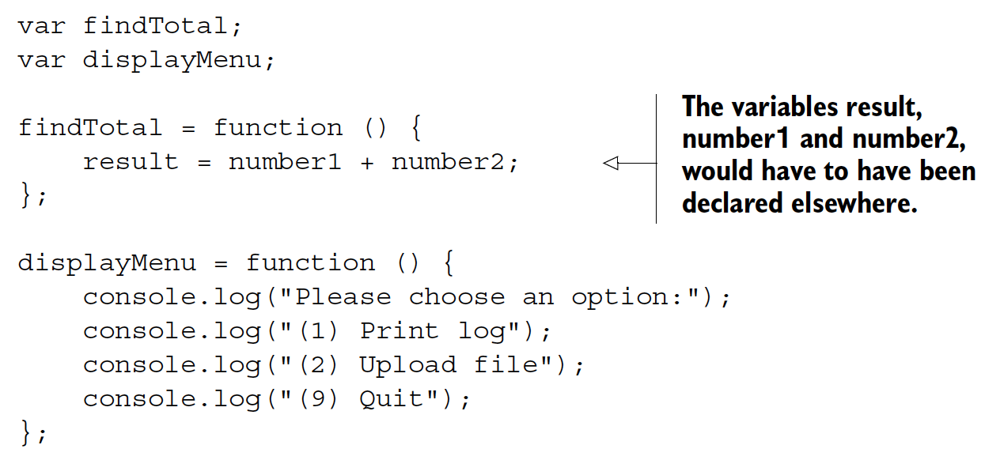 var findTotal;
var displayMenu;
findTotal = function () {
    result = number1 + number2;
};
The variables result,
number1 and number2,
would have to have been
declared elsewhere.
displayMenu = function () {
    console.log("Please choose an option:");
    console.log("(1) Print log");
    console.log("(2) Upload file");
    console.log("(9) Quit");
};